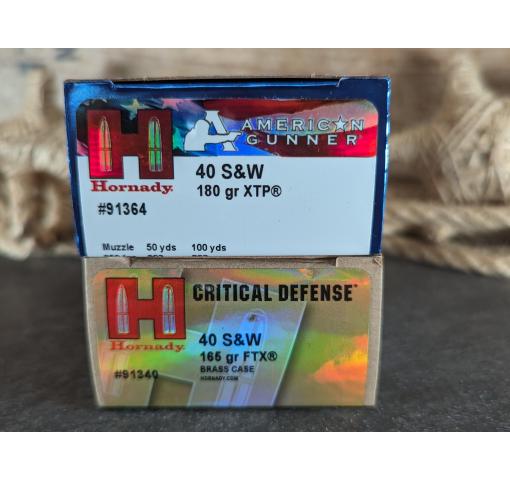 AMERICAN
GUNNER
H
Hornady®
40 S&W
180 gr XTP®
#91364
Muzzle 50 yds 100 yds
H
Hornady®
CRITICAL DEFENSE®
40 S&W
165 gr FTX®
BRASS CASE
HORNADY.COM
#91340